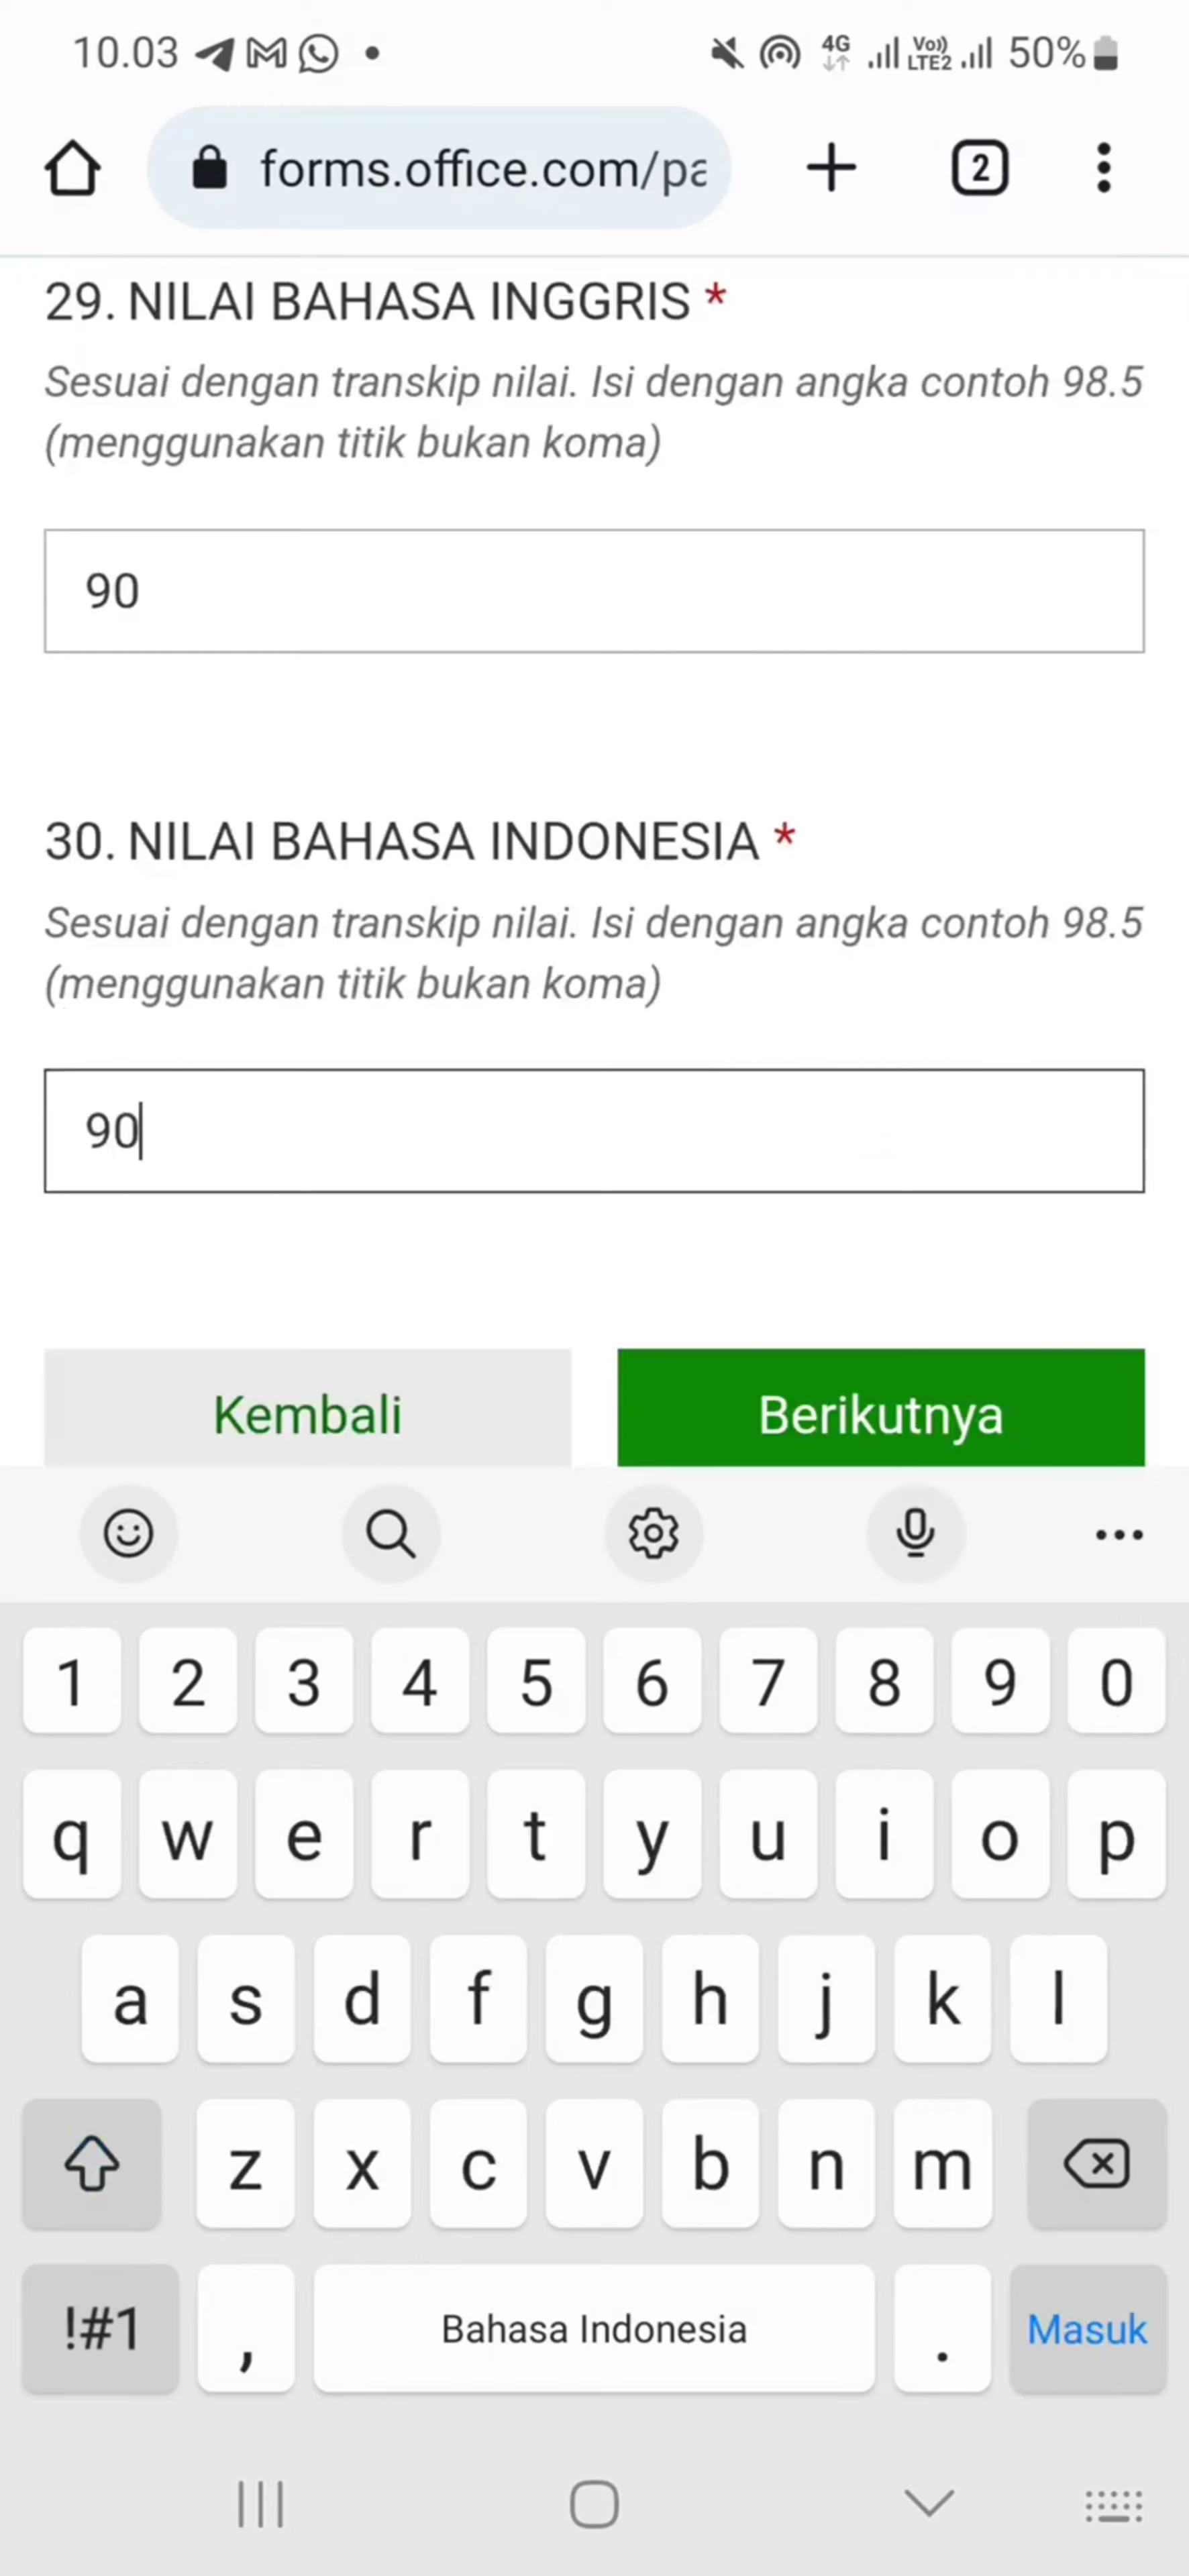 10.03
4G
Vo))
LTE2
50%
forms.office.com/pa
2
29. NILAI BAHASA INGGRIS *
Sesuai dengan transkip nilai. Isi dengan angka contoh 98.5
(menggunakan titik bukan koma)
90
30. NILAI BAHASA INDONESIA *
Sesuai dengan transkip nilai. Isi dengan angka contoh 98.5
(menggunakan titik bukan koma)
90
Kembali Berikutnya
1 2 3 4 5 6 7 8 9 0
q w e r t y u i o p
a s d f g h j k l
z x c v b n m
!#1 , Bahasa Indonesia . Masuk